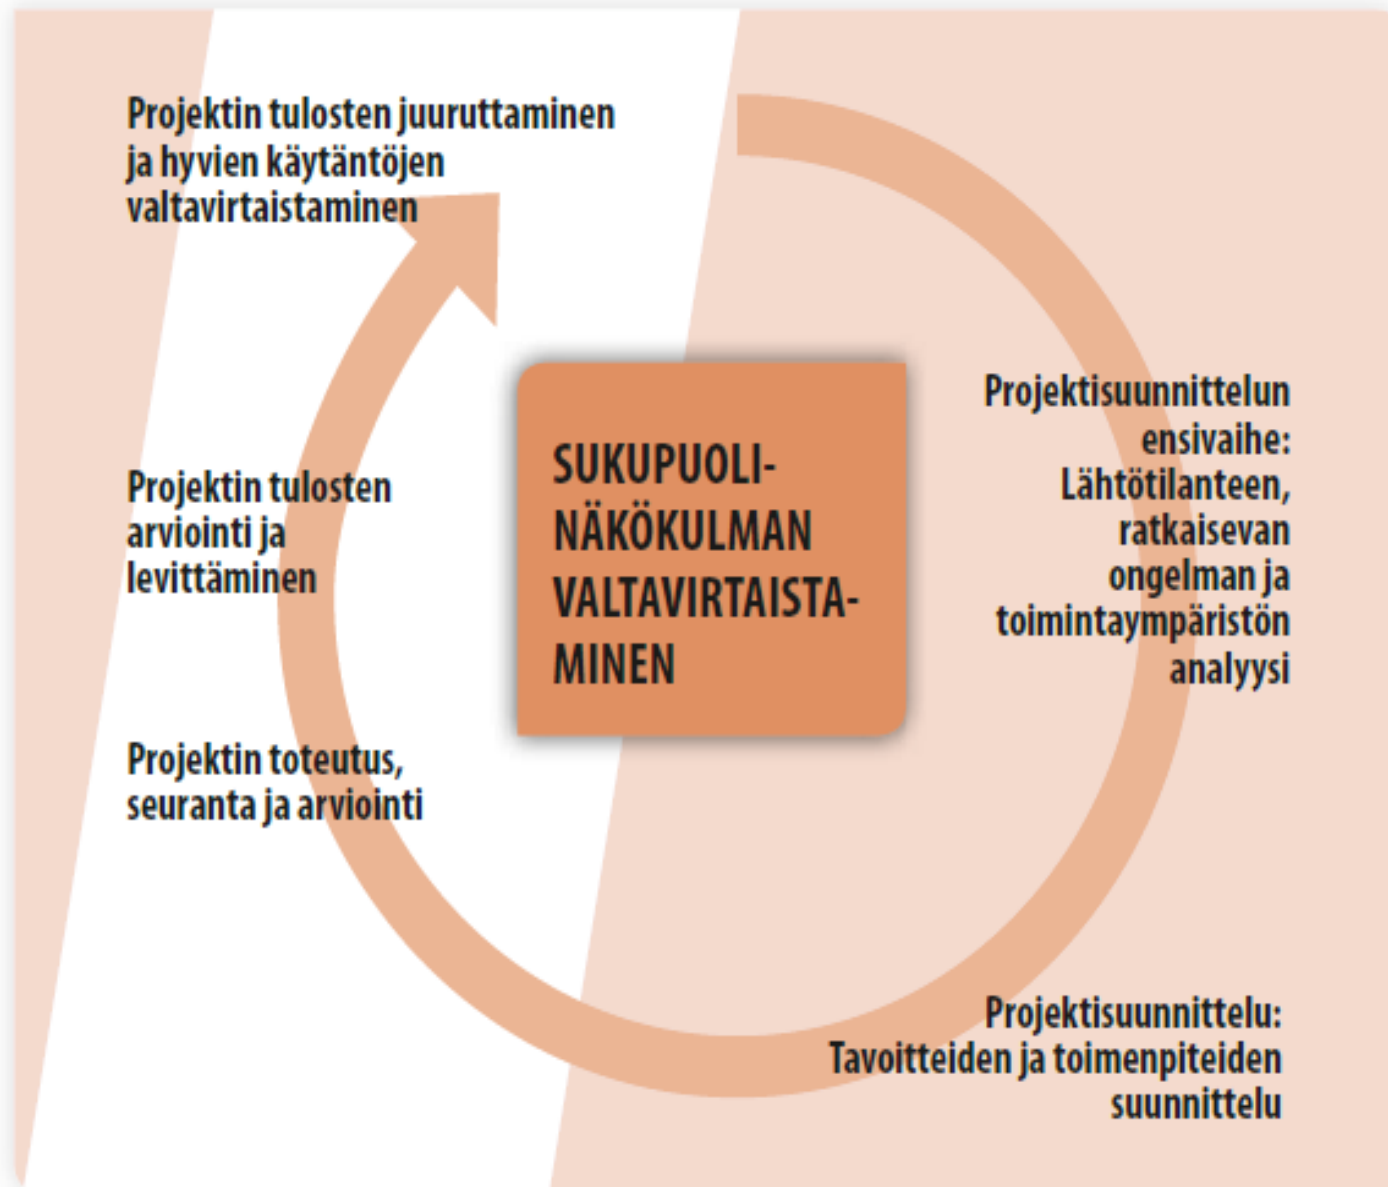 Projektin tulosten juuruttaminen
ja hyvien käytäntöjen
valtavirtaistaminen
Projektin tulosten
arviointi ja
levittäminen
Projektin toteutus,
seuranta ja arviointi
SUKUPUOLI-
NÄKÖKULMAN
VALTAVIRTAISTA-
MINEN
Projektisuunnittelun
ensivaihe:
Lähtötilanteen,
ratkaisevan
ongelman ja
toimintaympäristön
analyysi
Projektisuunnittelu:
Tavoitteiden ja toimenpiteiden
suunnittelu